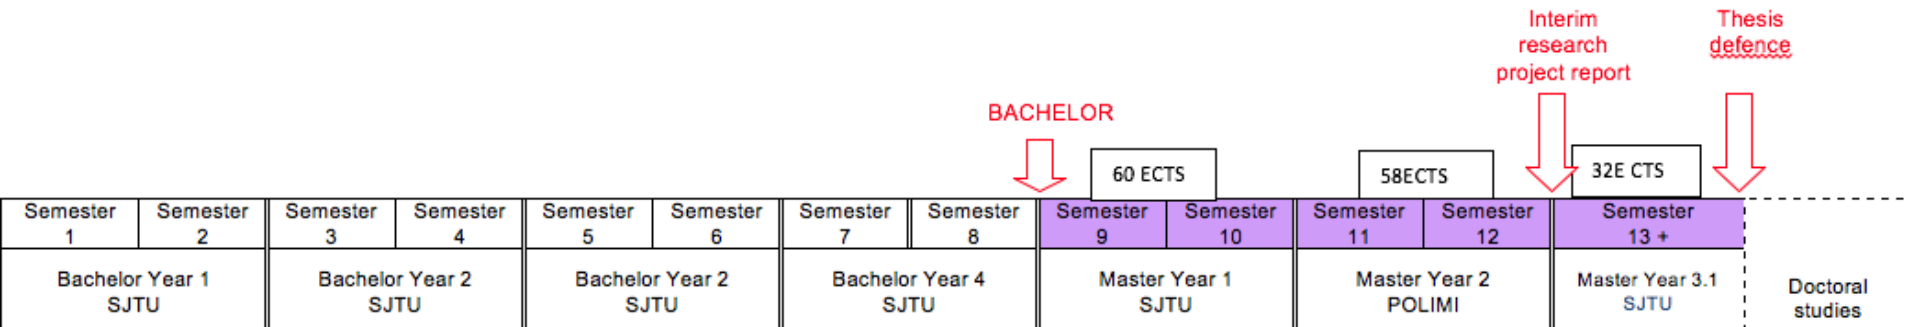 Interim
research
project report
Thesis
defence
BACHELOR
60 ECTS
58ECTS
32E CTS
Semester
1
Semester
2
Semester
3
Semester
4
Semester
5
Semester
6
Semester
7
Semester
8
Semester
9
Semester
10
Semester
11
Semester
12
Semester
13 +
Bachelor Year 1
SJTU
Bachelor Year 2
SJTU
Bachelor Year 2
SJTU
Bachelor Year 4
SJTU
Master Year 1
SJTU
Master Year 2
POLIMI
Master Year 3.1
SJTU
Doctoral
studies